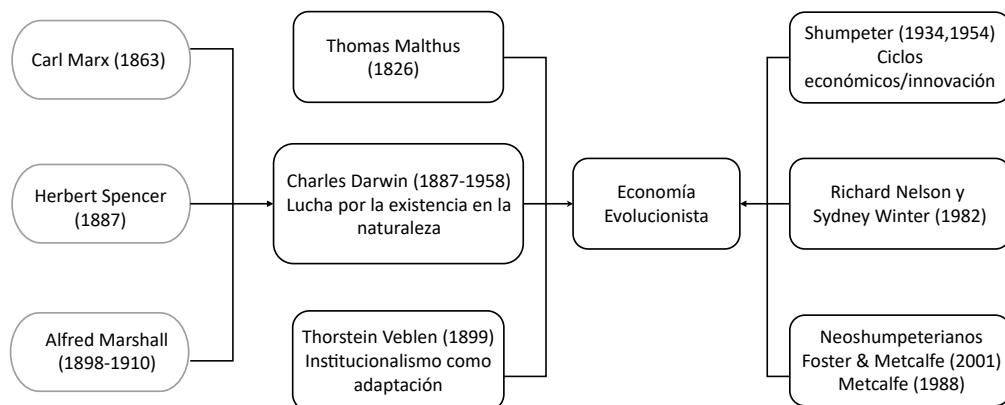 Carl Marx (1863)
Herbert Spencer
(1887)
Alfred Marshall
(1898-1910)
Thomas Malthus
(1826)
Charles Darwin (1887-1958)
Lucha por la existencia en la
naturaleza
Thorstein Veblen (1899)
Institucionalismo como
adaptación
Economía
Evolucionista
Shumpeter (1934,1954)
Ciclos
económicos/innovación
Richard Nelson y
Sydney Winter (1982)
Neoshumpeterianos
Foster & Metcalfe (2001)
Metcalfe (1988)